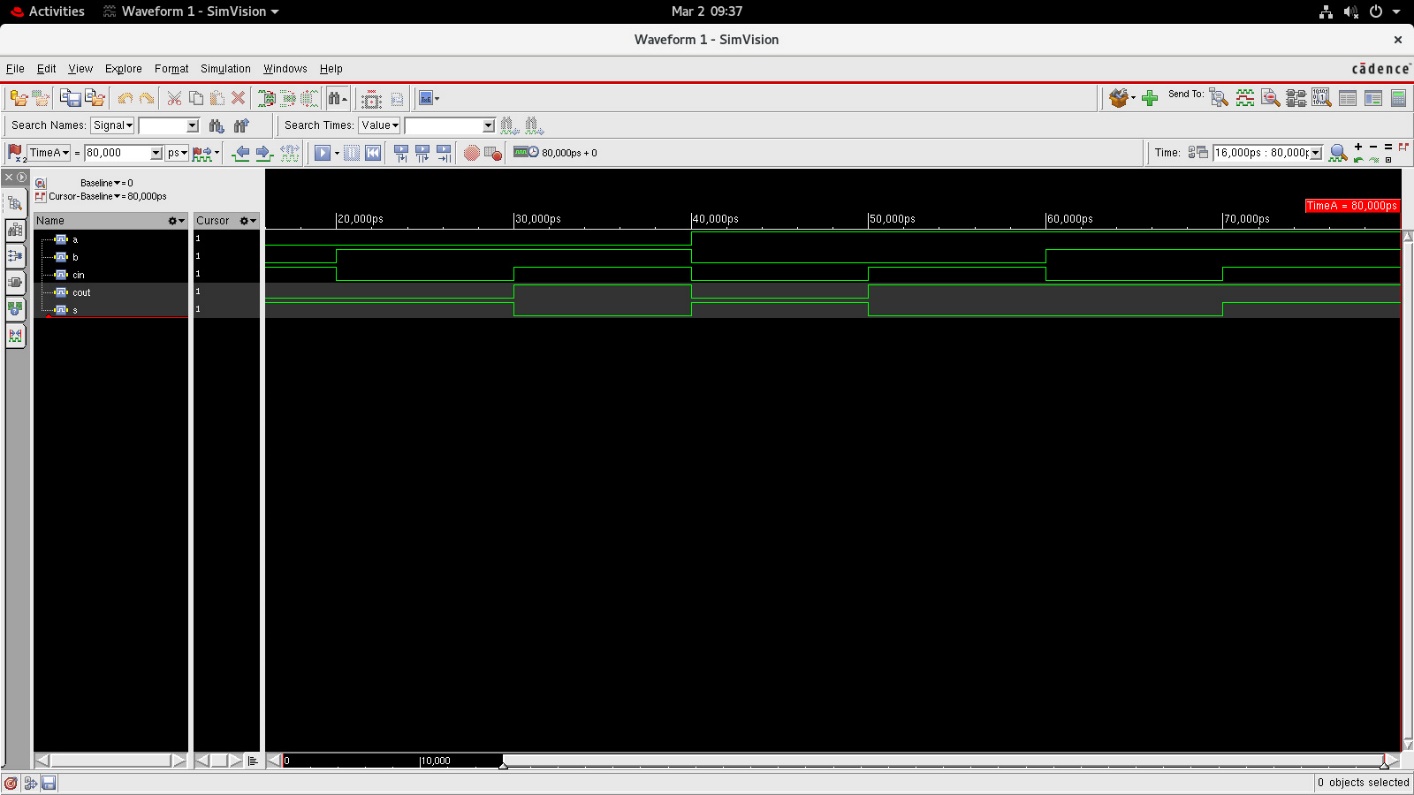 Activities Waveform 1 - SimVision Mar 2 09:37
Waveform 1 - SimVision
File Edit View Explore Format Simulation Windows Help cādence
Send To:
Search Names: Signal Search Times: Value
TimeA = 80,000 ps 80,000ps + 0 Time: 16,000ps : 80,000p
Baseline = 0
Cursor-Baseline = 80,000ps
TimeA = 80,000ps
Name Cursor 20,000ps 30,000ps 40,000ps 50,000ps 60,000ps 70,000ps
a 1
b 1
cin 1
cout 1
s 1
0 10,000
0 objects selected